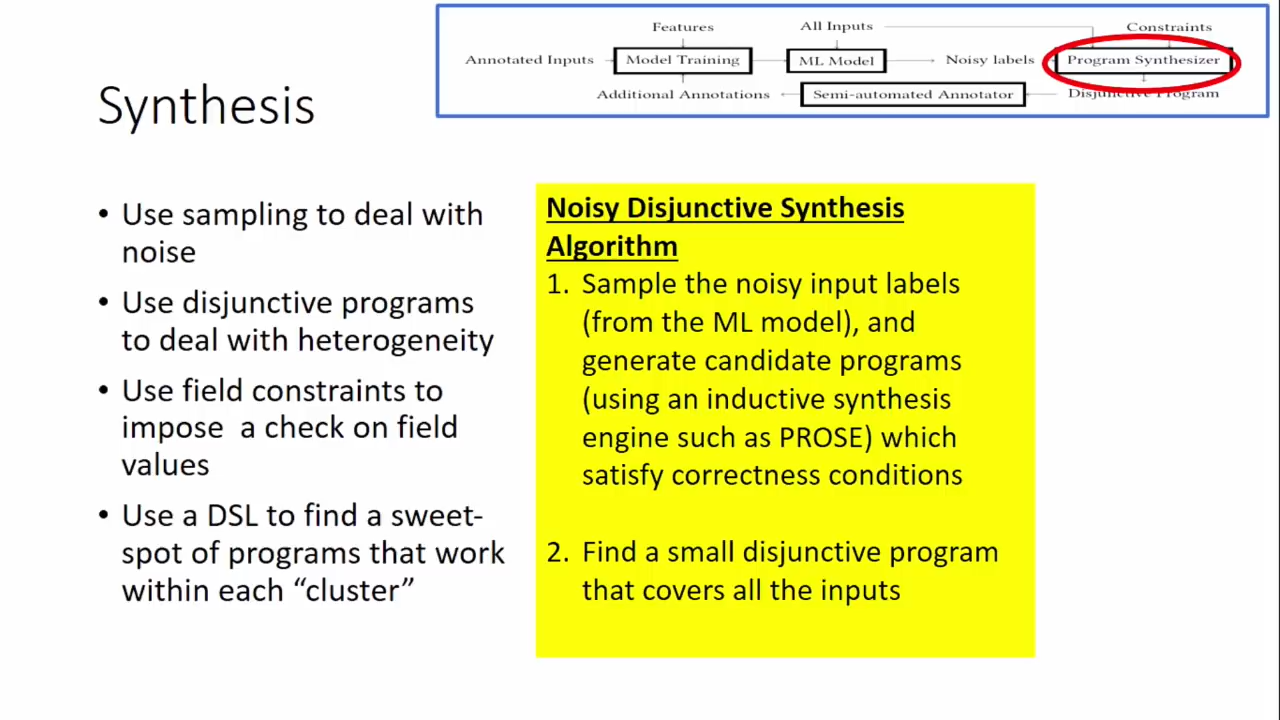 Features
All Inputs
Constraints
Annotated Inputs
Model Training
ML Model
Noisy labels
Program Synthesizer
Additional Annotations
Semi-automated Annotator
Disjunctive Program
Synthesis
• Use sampling to deal with
noise
• Use disjunctive programs
to deal with heterogeneity
• Use field constraints to
impose a check on field
values
• Use a DSL to find a sweet-
spot of programs that work
within each “cluster”
Noisy Disjunctive Synthesis
Algorithm
1. Sample the noisy input labels
(from the ML model), and
generate candidate programs
(using an inductive synthesis
engine such as PROSE) which
satisfy correctness conditions
2. Find a small disjunctive program
that covers all the inputs